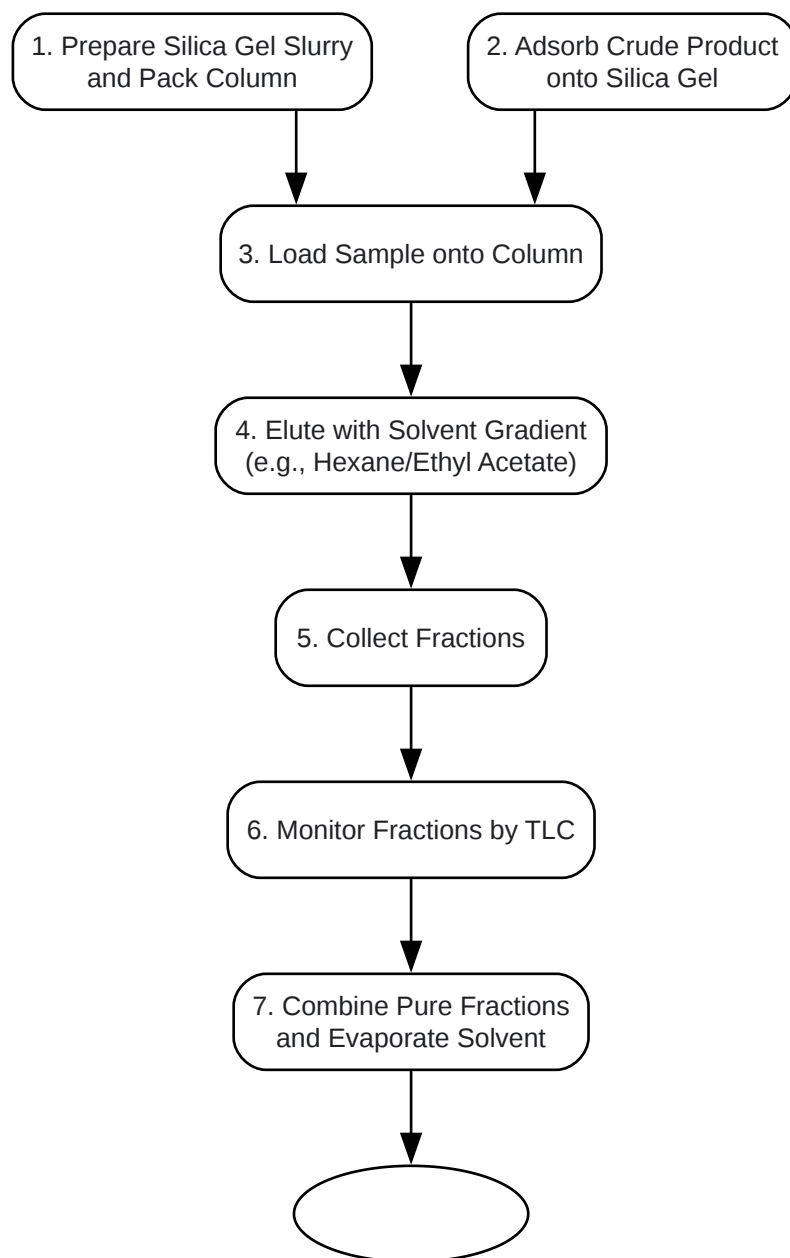 1. Prepare Silica Gel Slurry
and Pack Column
2. Adsorb Crude Product
onto Silica Gel
3. Load Sample onto Column
4. Elute with Solvent Gradient
(e.g., Hexane/Ethyl Acetate)
5. Collect Fractions
6. Monitor Fractions by TLC
7. Combine Pure Fractions
and Evaporate Solvent